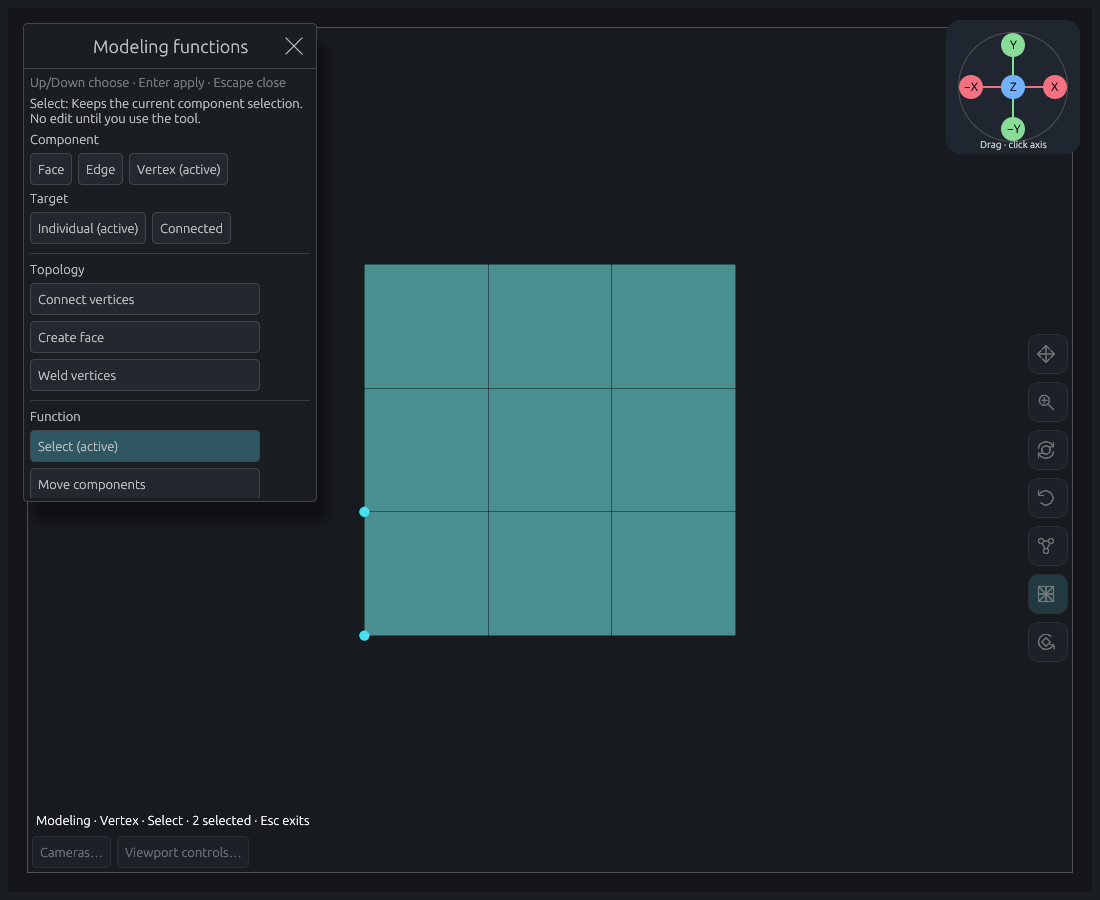 Modeling functions
Up/Down choose · Enter apply · Escape close
Select: Keeps the current component selection.
No edit until you use the tool.
Component
Face Edge Vertex (active)
Target
Individual (active) Connected
Topology
Connect vertices
Create face
Weld vertices
Function
Select (active)
Move components
Y
−X Z X
−Y
Drag · click axis
Modeling · Vertex · Select · 2 selected · Esc exits
Cameras… Viewport controls…